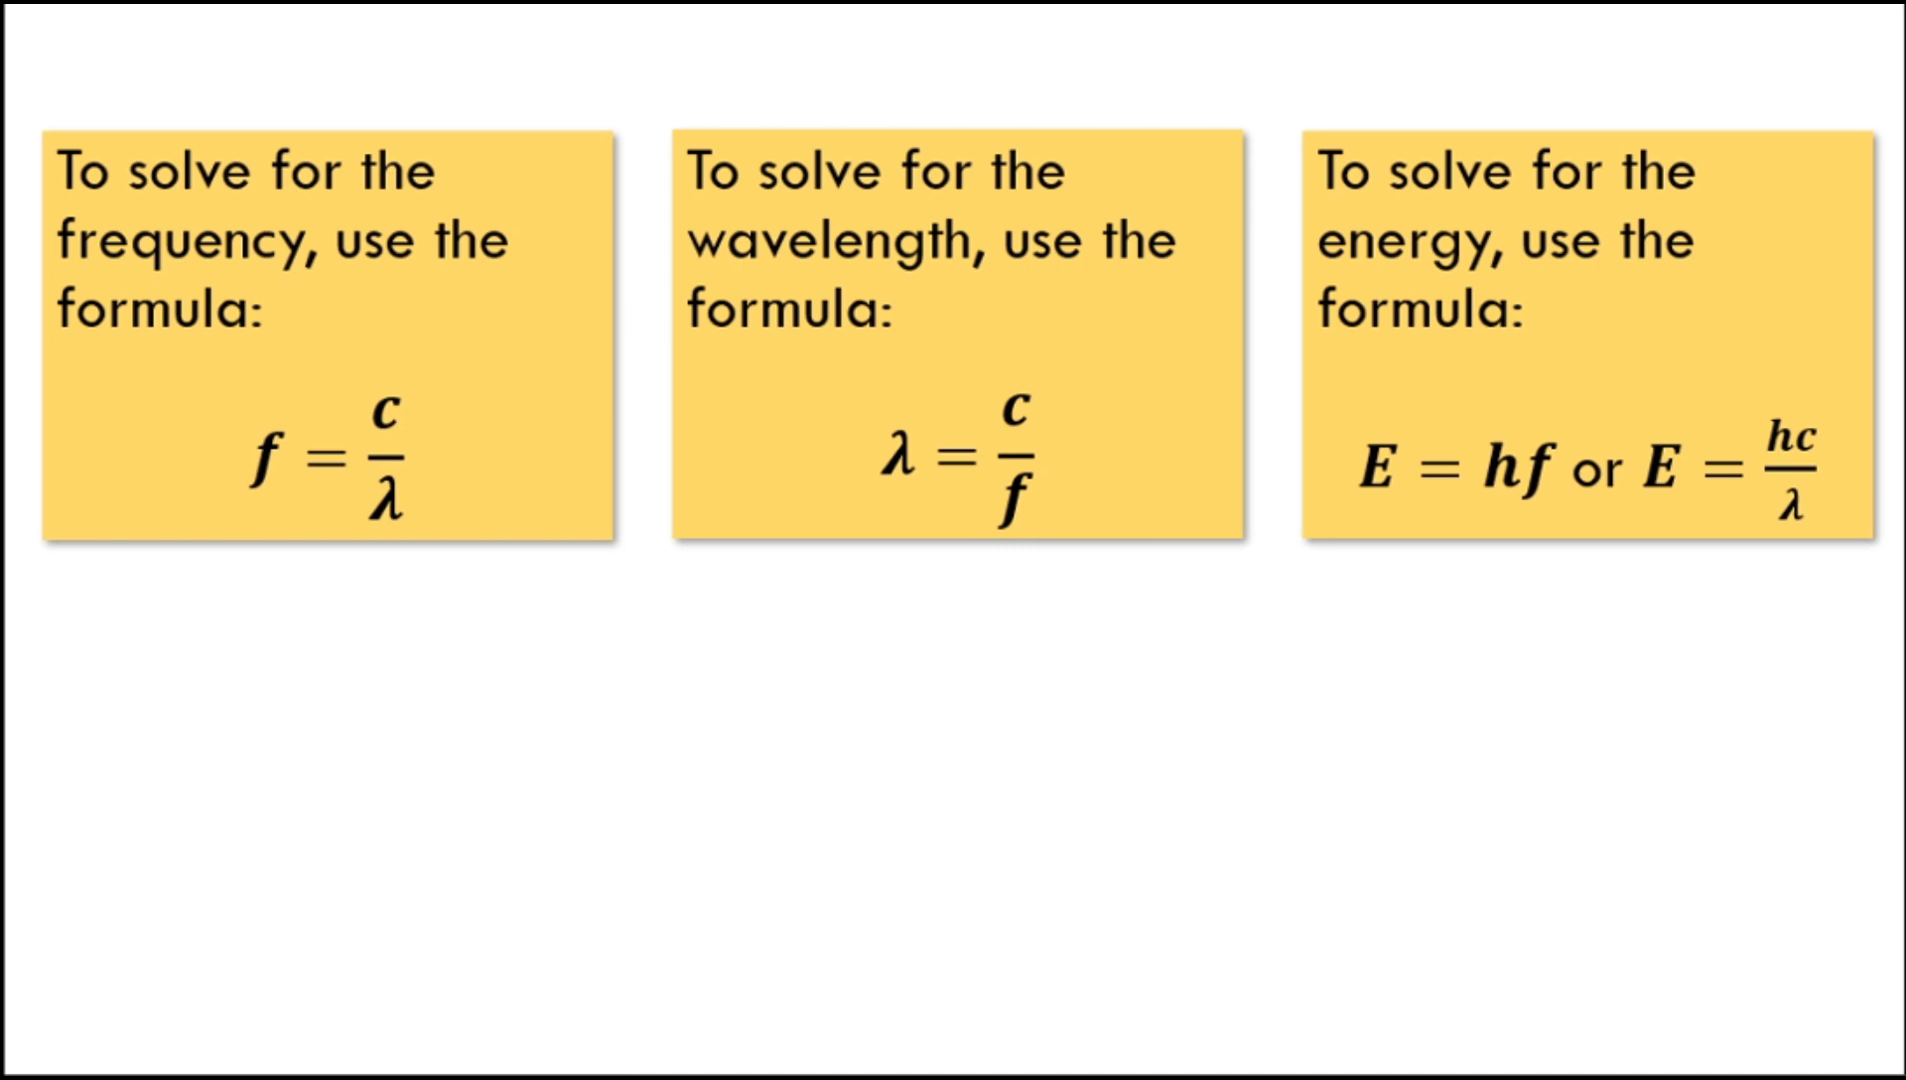 To solve for the
frequency, use the
formula:
f = c/λ
To solve for the
wavelength, use the
formula:
λ = c/f
To solve for the
energy, use the
formula:
E = hf or E = hc/λ